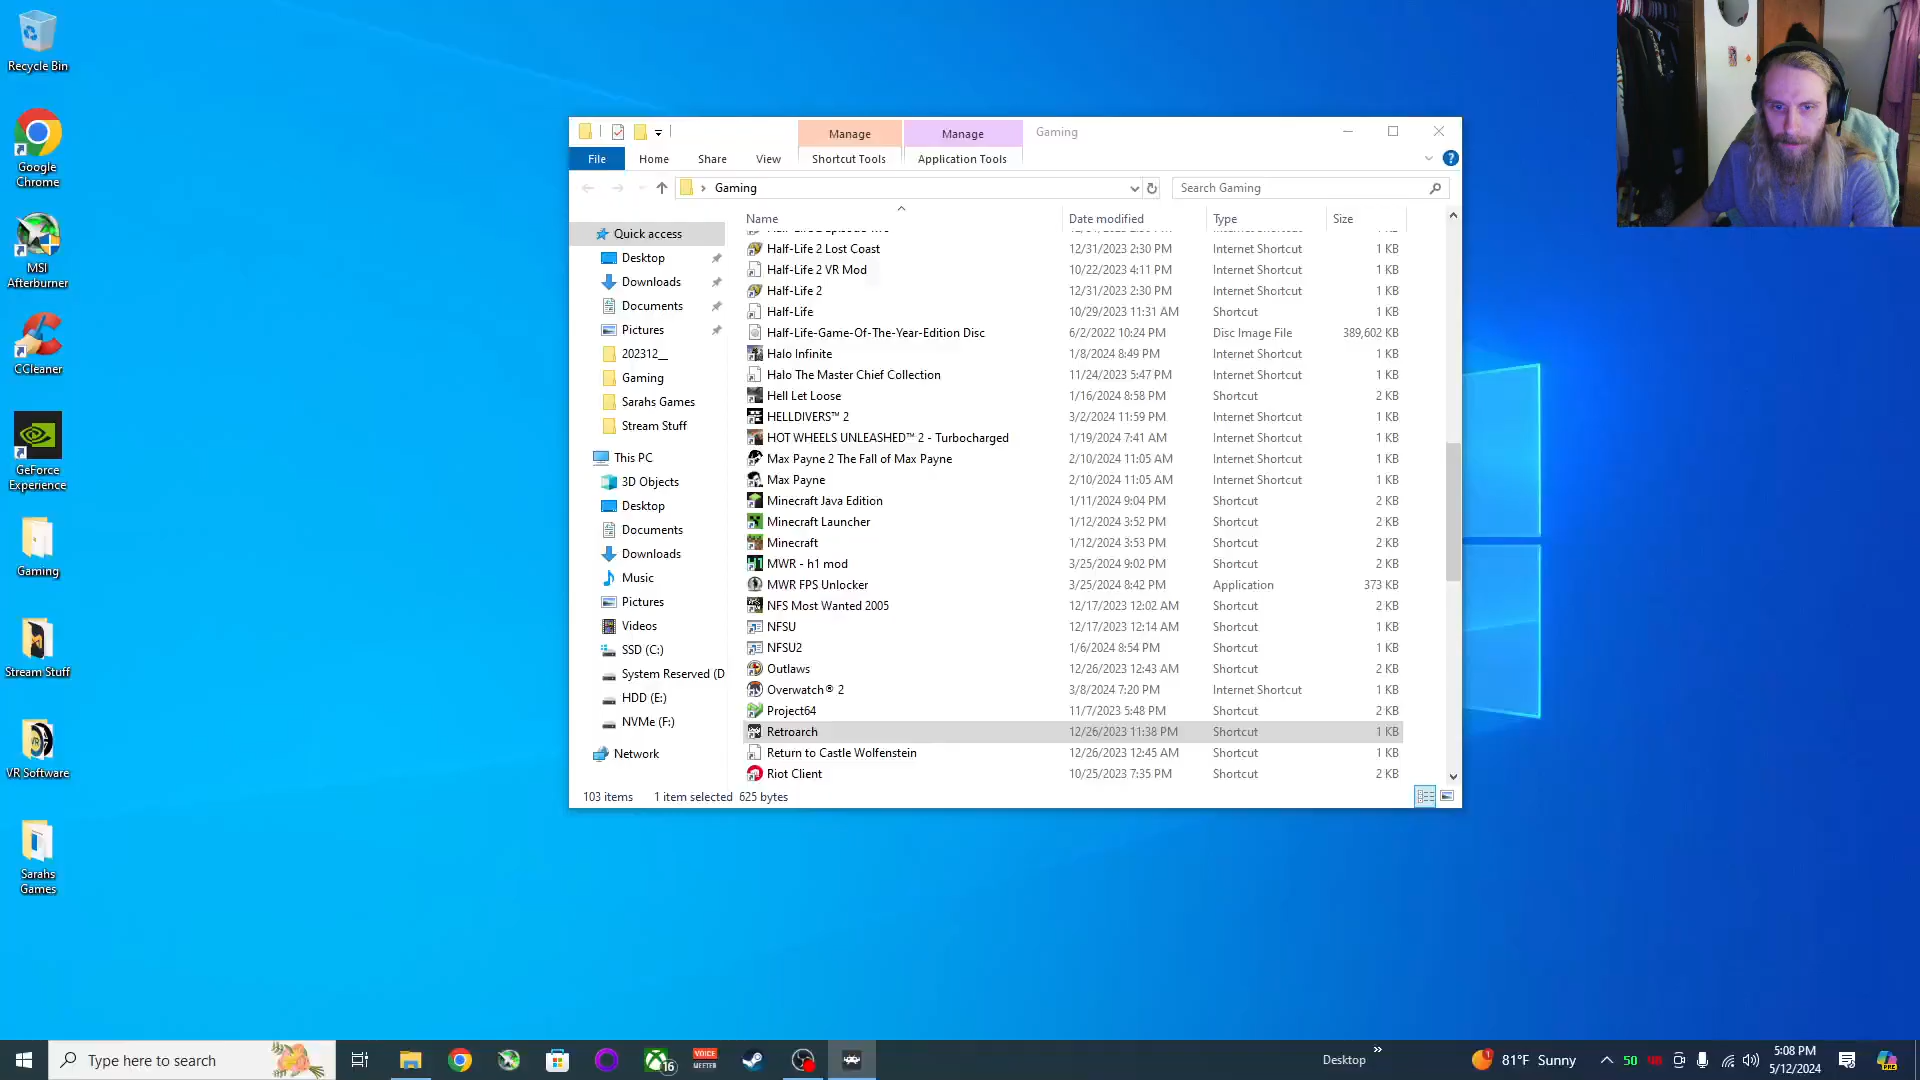 Recycle Bin
Google
Chrome
MSI
Afterburner
CCleaner
GeForce
Experience
Gaming
Stream Stuff
VR Software
Sarahs
Games
Manage
Manage
Gaming
File
Home
Share
View
Shortcut Tools
Application Tools
Gaming
Search Gaming
Name
Date modified
Type
Size
Quick access
Desktop
Downloads
Documents
Pictures
202312__
Gaming
Sarahs Games
Stream Stuff
This PC
3D Objects
Desktop
Documents
Downloads
Music
Pictures
Videos
SSD (C:)
System Reserved (D
HDD (E:)
NVMe (F:)
Network
Half-Life 2 Lost Coast 12/31/2023 2:30 PM Internet Shortcut 1 KB
Half-Life 2 VR Mod 10/22/2023 4:11 PM Internet Shortcut 1 KB
Half-Life 2 12/31/2023 2:30 PM Internet Shortcut 1 KB
Half-Life 10/29/2023 11:31 AM Shortcut 1 KB
Half-Life-Game-Of-The-Year-Edition Disc 6/2/2022 10:24 PM Disc Image File 389,602 KB
Halo Infinite 1/8/2024 8:49 PM Internet Shortcut 1 KB
Halo The Master Chief Collection 11/24/2023 5:47 PM Internet Shortcut 1 KB
Hell Let Loose 1/16/2024 8:58 PM Shortcut 2 KB
HELLDIVERS™ 2 3/2/2024 11:59 PM Internet Shortcut 1 KB
HOT WHEELS UNLEASHED™ 2 - Turbocharged 1/19/2024 7:41 AM Internet Shortcut 1 KB
Max Payne 2 The Fall of Max Payne 2/10/2024 11:05 AM Internet Shortcut 1 KB
Max Payne 2/10/2024 11:05 AM Internet Shortcut 1 KB
Minecraft Java Edition 1/11/2024 9:04 PM Shortcut 2 KB
Minecraft Launcher 1/12/2024 3:52 PM Shortcut 2 KB
Minecraft 1/12/2024 3:53 PM Shortcut 2 KB
MWR - h1 mod 3/25/2024 9:02 PM Shortcut 2 KB
MWR FPS Unlocker 3/25/2024 8:42 PM Application 373 KB
NFS Most Wanted 2005 12/17/2023 12:02 AM Shortcut 2 KB
NFSU 12/17/2023 12:14 AM Shortcut 1 KB
NFSU2 1/6/2024 8:54 PM Shortcut 1 KB
Outlaws 12/26/2023 12:43 AM Shortcut 2 KB
Overwatch® 2 3/8/2024 7:20 PM Internet Shortcut 1 KB
Project64 11/7/2023 5:48 PM Shortcut 2 KB
Retroarch 12/26/2023 11:38 PM Shortcut 1 KB
Return to Castle Wolfenstein 12/26/2023 12:45 AM Shortcut 1 KB
Riot Client 10/25/2023 7:35 PM Shortcut 2 KB
103 items 1 item selected 625 bytes
Type here to search
16
VOICE
MEETER
Desktop
»
1
81°F Sunny
50
5:08 PM
5/12/2024